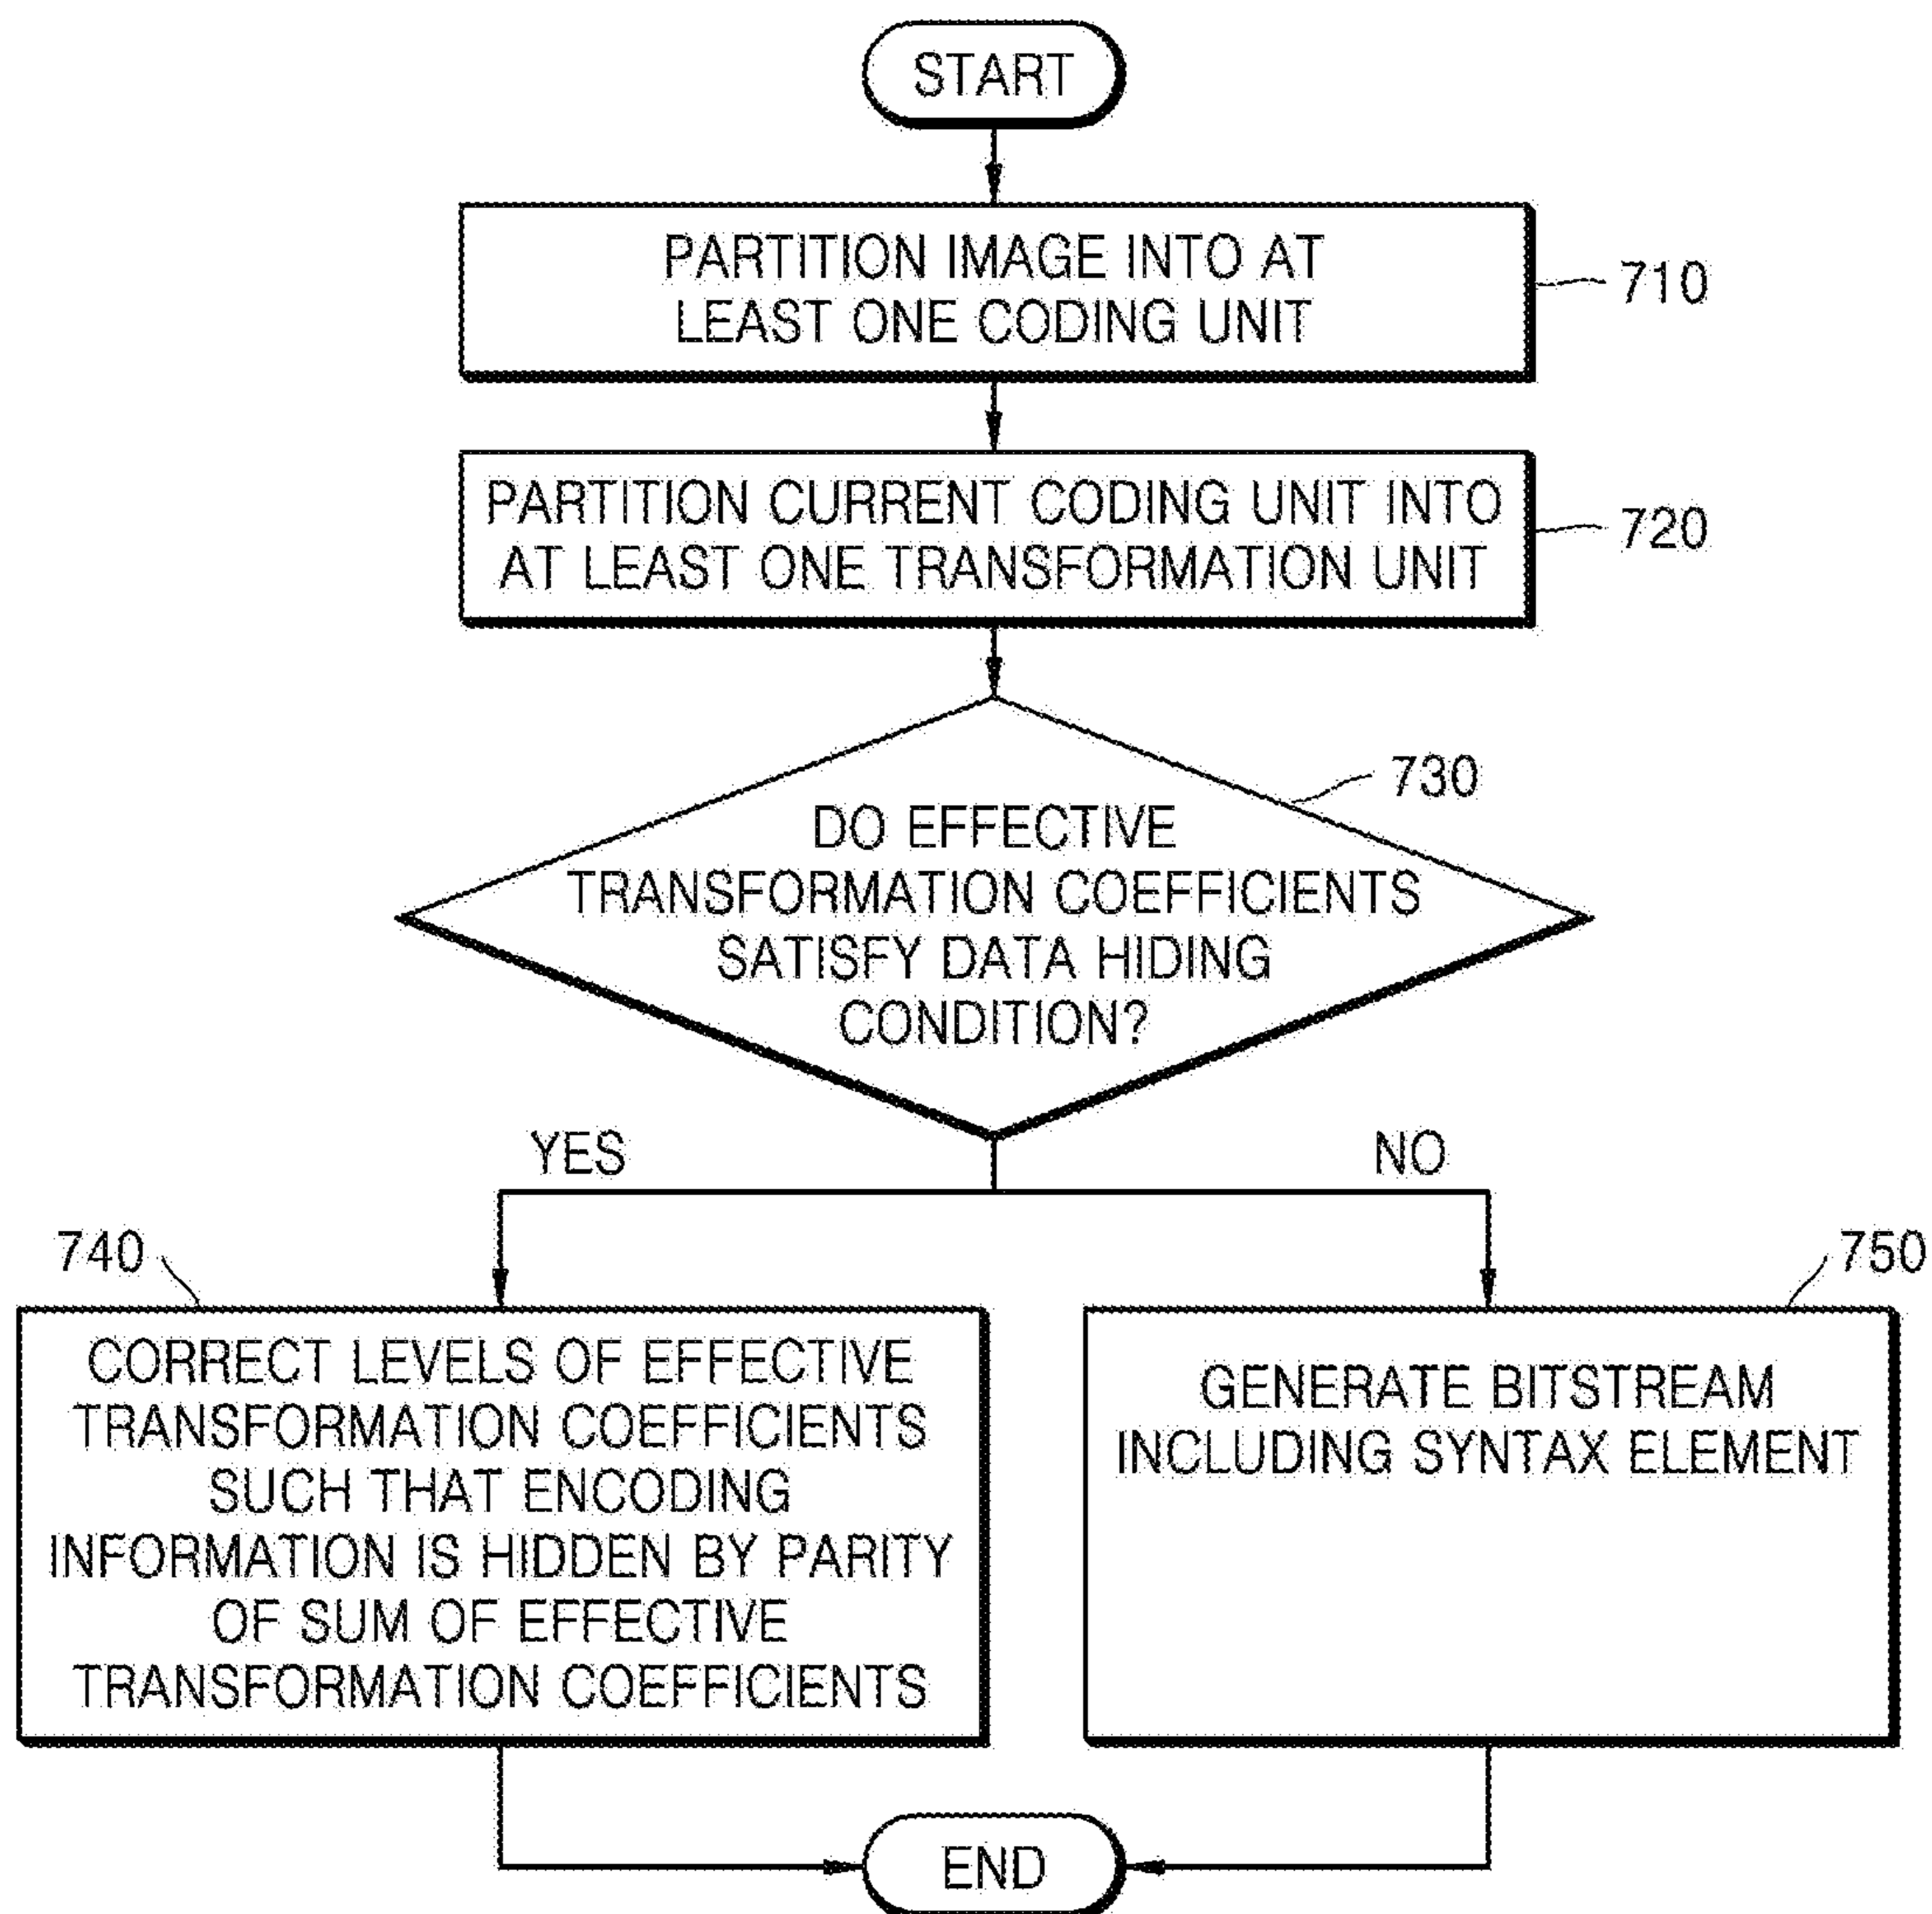 START
PARTITION IMAGE INTO AT
LEAST ONE CODING UNIT
710
PARTITION CURRENT CODING UNIT INTO
AT LEAST ONE TRANSFORMATION UNIT
720
730
DO EFFECTIVE
TRANSFORMATION COEFFICIENTS
SATISFY DATA HIDING
CONDITION?
YES
NO
740
CORRECT LEVELS OF EFFECTIVE
TRANSFORMATION COEFFICIENTS
SUCH THAT ENCODING
INFORMATION IS HIDDEN BY PARITY
OF SUM OF EFFECTIVE
TRANSFORMATION COEFFICIENTS
750
GENERATE BITSTREAM
INCLUDING SYNTAX ELEMENT
END